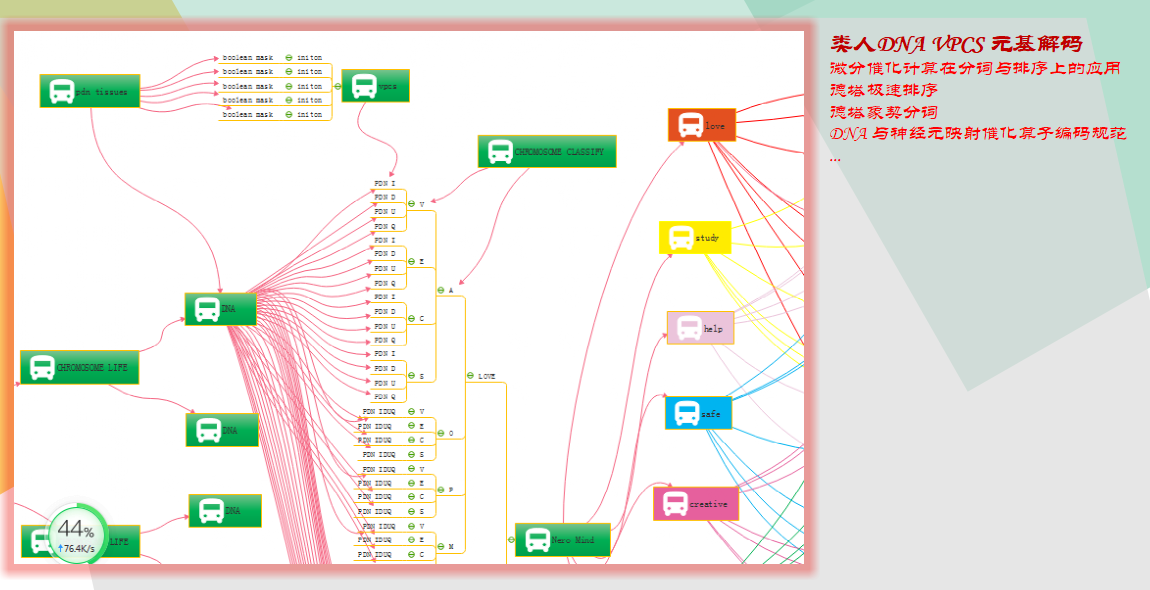 类人DNA VPCS 元基解码
微分催化计算在分词与排序上的应用
德塔极速排序
德塔象契分词
DNA 与神经元映射催化算子编码规范
...
pdn tissues
boolean mask initon
boolean mask initon
boolean mask initon
boolean mask initon
boolean mask initon
vpcs
CHROMOSOME CLASSIFY
love
PDN I
PDN D
PDN U
PDN Q
V
PDN I
PDN D
PDN U
PDN Q
E
study
A
PDN I
PDN D
PDN U
PDN Q
C
DNA
help
PDN I
PDN D
PDN U
PDN Q
S
CHROMOSOME LIFE
LOVE
safe
PDN IDUQ V
PDN IDUQ E
PDN IDUQ C
PDN IDUQ S
O
DNA
PDN IDUQ V
PDN IDUQ E
PDN IDUQ C
PDN IDUQ S
P
DNA
creative
PDN IDUQ V
PDN IDUQ E
PDN IDUQ C
M
Nero Mind
LIFE
44%
↑76.4K/s